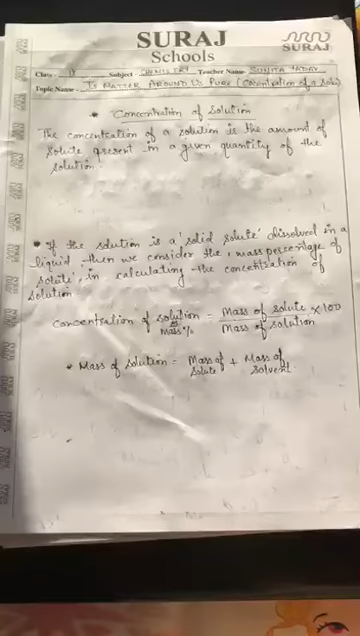 SURAJ
Schools
SURAJ
Class - IX Subject - CHEMISTRY Teacher Name - SUNITA YADAV
Topic Name - Is MATTER AROUND US PURE (Concentration of a Solu
* Concentration of Solution
The concentration of a solution is the amount of
solute present in a given quantity of the
solution.
* If the solution is a 'solid solute' dissolved in a
liquid, then we consider the, mass percentage of
solute, in calculating the concentration of
solution
Concentration of solution = Mass of solute × 100
Mass % Mass of solution
* Mass of solution = Mass of solute + Mass of solvent.